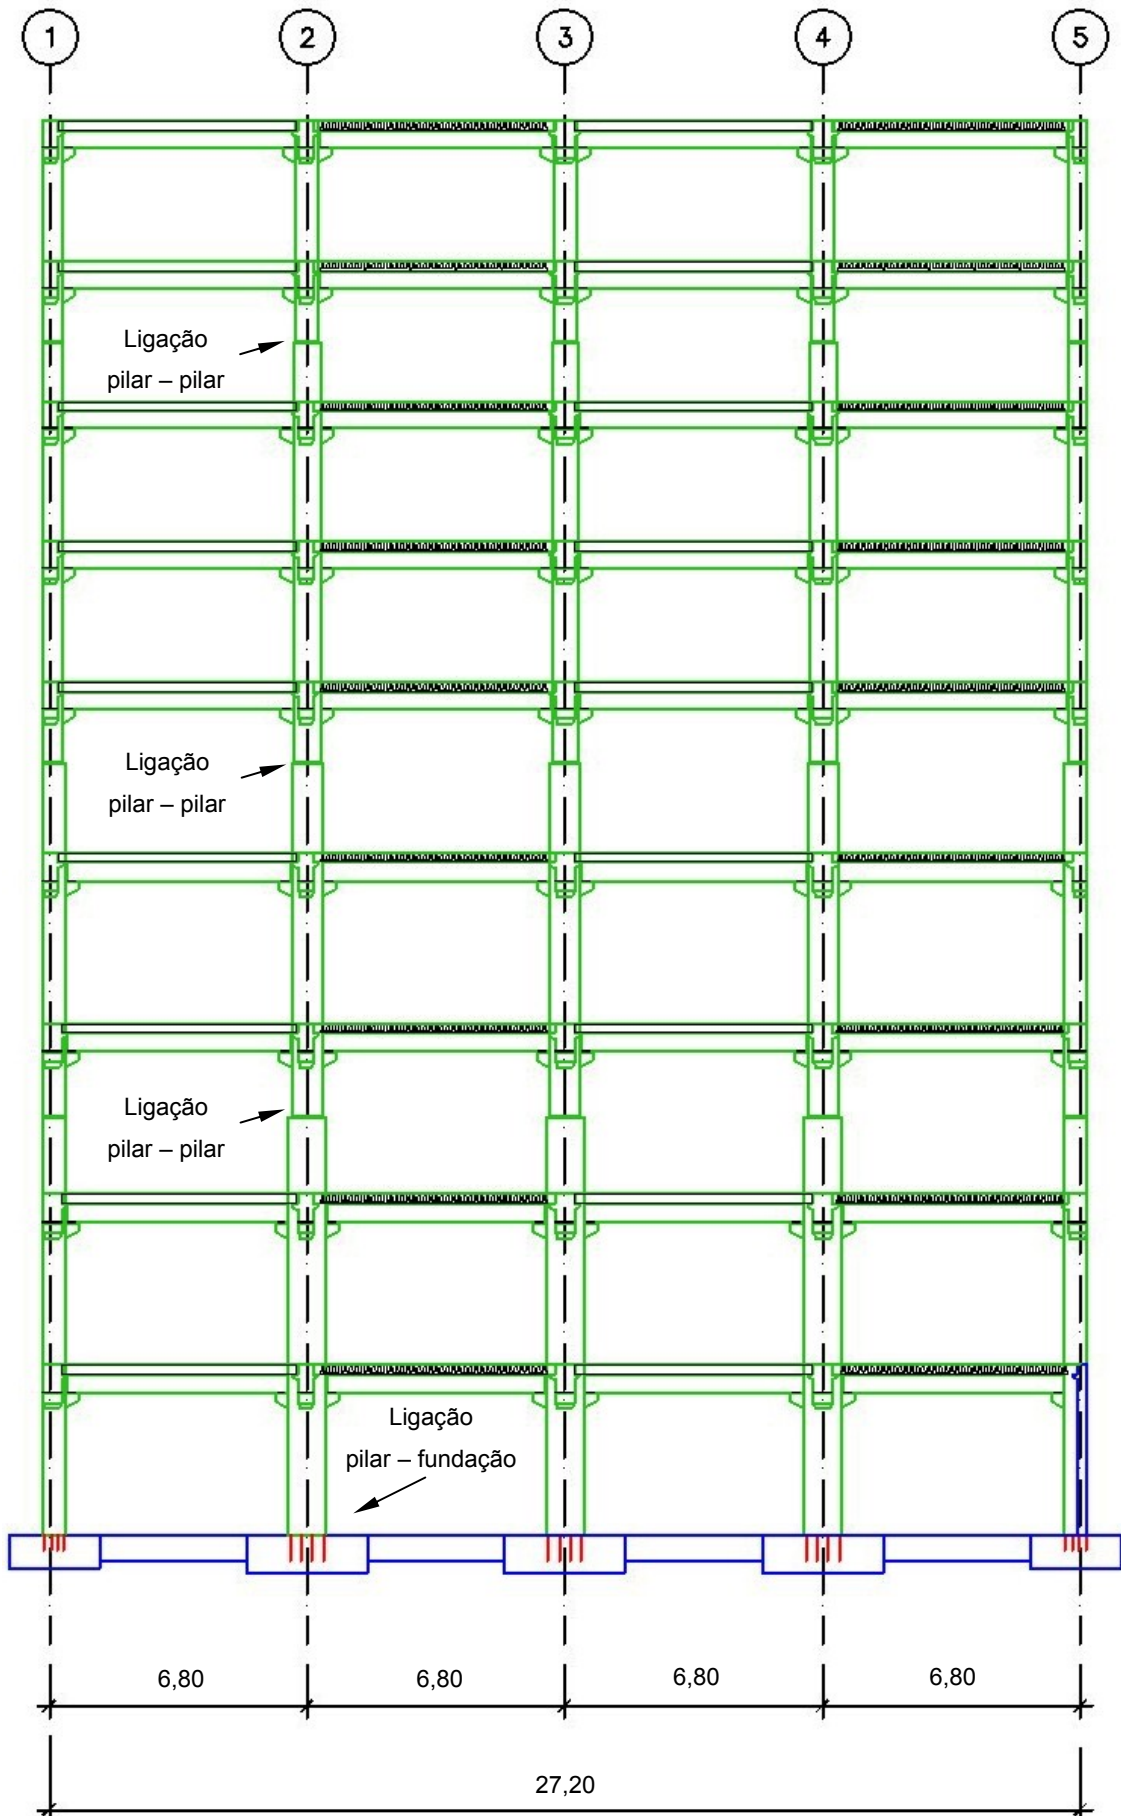 1 2 3 4 5
Ligação
pilar – pilar
Ligação
pilar – pilar
Ligação
pilar – pilar
Ligação
pilar – fundação
6,80 6,80 6,80 6,80
27,20